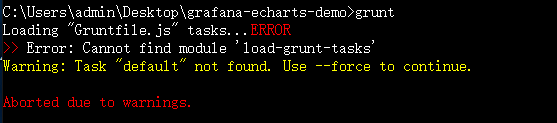 C:\Users\admin\Desktop\grafana-echarts-demo>grunt
Loading "Gruntfile.js" tasks...ERROR
>> Error: Cannot find module 'load-grunt-tasks'
Warning: Task "default" not found. Use --force to continue.
Aborted due to warnings.